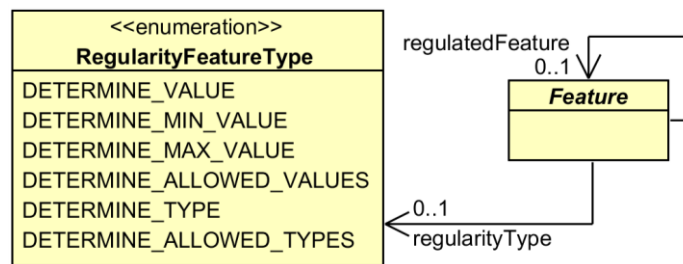 <<enumeration>>
RegularityFeatureType
DETERMINE_VALUE
DETERMINE_MIN_VALUE
DETERMINE_MAX_VALUE
DETERMINE_ALLOWED_VALUES
DETERMINE_TYPE
DETERMINE_ALLOWED_TYPES
regulatedFeature
0..1
Feature
0..1
regularityType